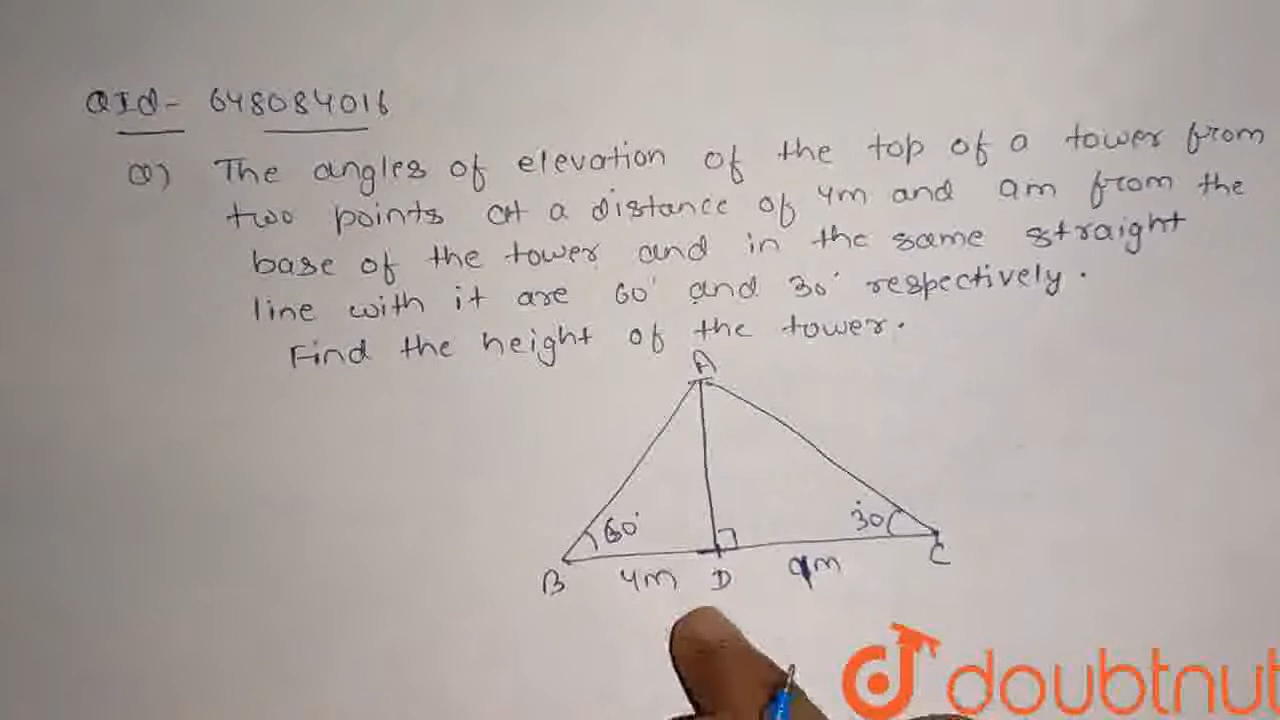 QId- 648084016
Q) The angles of elevation of the top of a tower from
two points at a distance of 4m and 9m from the
base of the tower and in the same straight
line with it are 60° and 30° respectively.
Find the height of the tower.
A
60°
30°
B
4m
D
9m
C
doubtnut